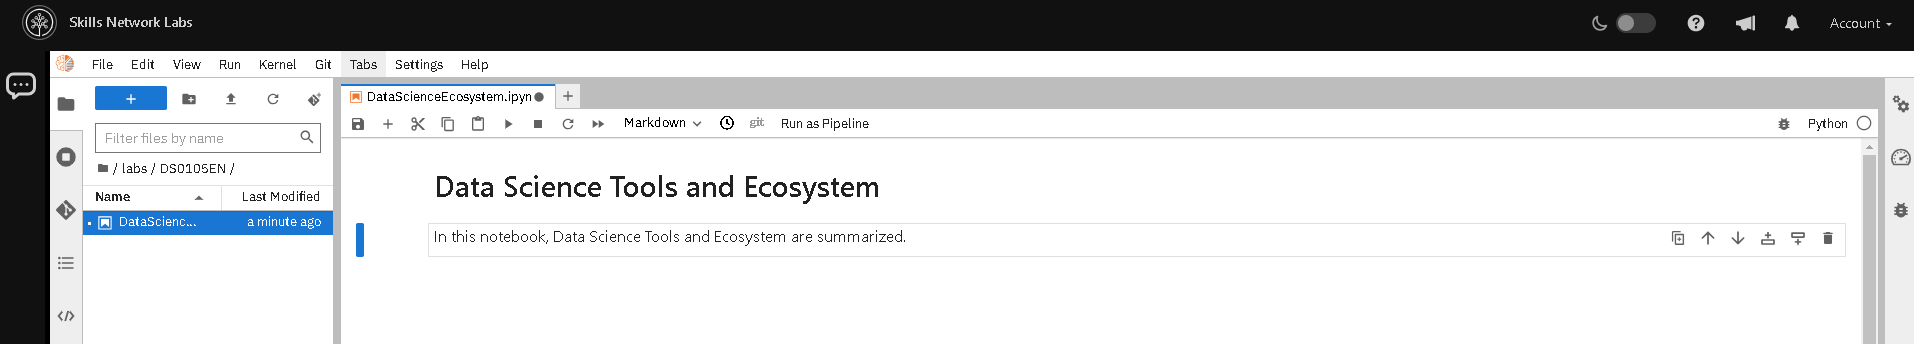 Skills Network Labs
Account
File Edit View Run Kernel Git Tabs Settings Help
+
DataScienceEcosystem.ipyn
+
Filter files by name
Markdown
git
Run as Pipeline
Python
/ labs / DS0105EN /
Name
Last Modified
DataScienc...
a minute ago
Data Science Tools and Ecosystem
In this notebook, Data Science Tools and Ecosystem are summarized.